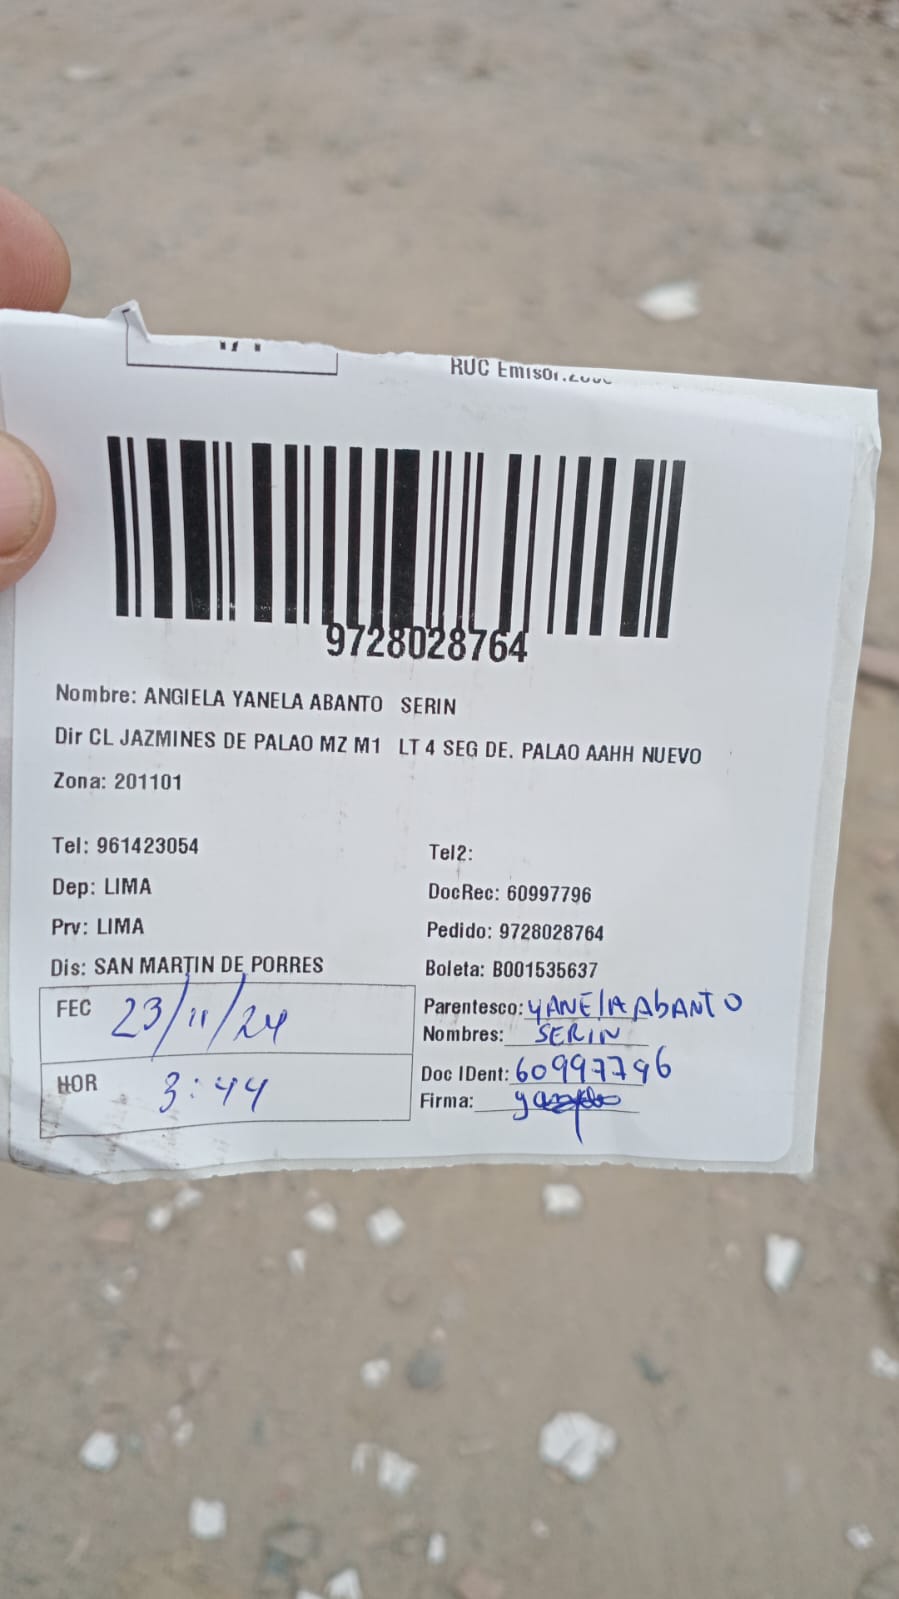 RUC Emisor:20
9728028764
Nombre: ANGIELA YANELA ABANTO SERIN
Dir CL JAZMINES DE PALAO MZ M1 LT 4 SEG DE. PALAO AAHH NUEVO
Zona: 201101
Tel: 961423054
Tel2:
Dep: LIMA
DocRec: 60997796
Prv: LIMA
Pedido: 9728028764
Dis: SAN MARTIN DE PORRES
Boleta: B001535637
FEC 23/11/24
Parentesco: YANElA AbANTO
Nombres: SERIN
HOR 3:44
Doc IDent: 60997796
Firma: